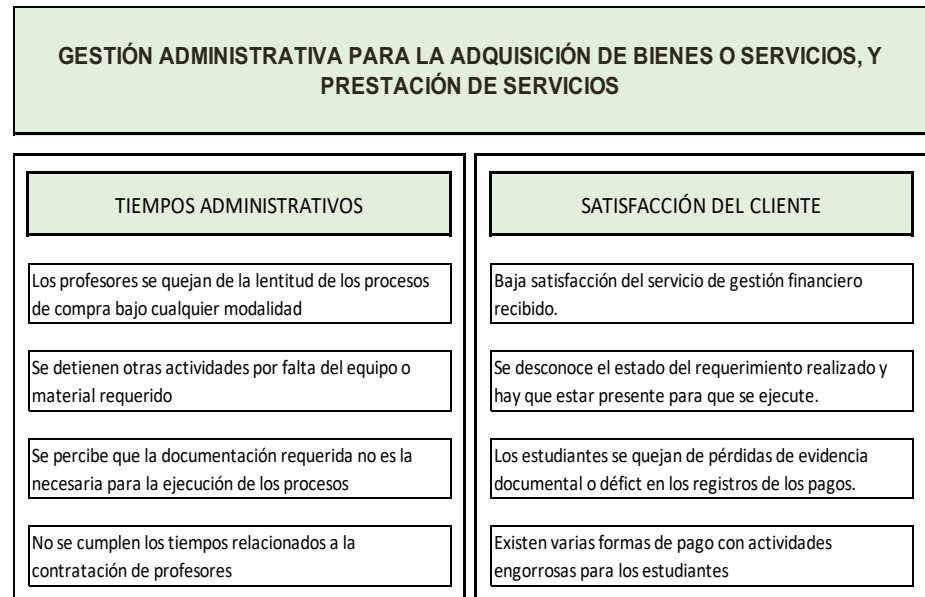 GESTIÓN ADMINISTRATIVA PARA LA ADQUISICIÓN DE BIENES O SERVICIOS, Y
PRESTACIÓN DE SERVICIOS
TIEMPOS ADMINISTRATIVOS
Los profesores se quejan de la lentitud de los procesos
de compra bajo cualquier modalidad
Se detienen otras actividades por falta del equipo o
material requerido
Se percibe que la documentación requerida no es la
necesaria para la ejecución de los procesos
No se cumplen los tiempos relacionados a la
contratación de profesores
SATISFACCIÓN DEL CLIENTE
Baja satisfacción del servicio de gestión financiero
recibido.
Se desconoce el estado del requerimiento realizado y
hay que estar presente para que se ejecute.
Los estudiantes se quejan de pérdidas de evidencia
documental o défict en los registros de los pagos.
Existen varias formas de pago con actividades
engorrosas para los estudiantes